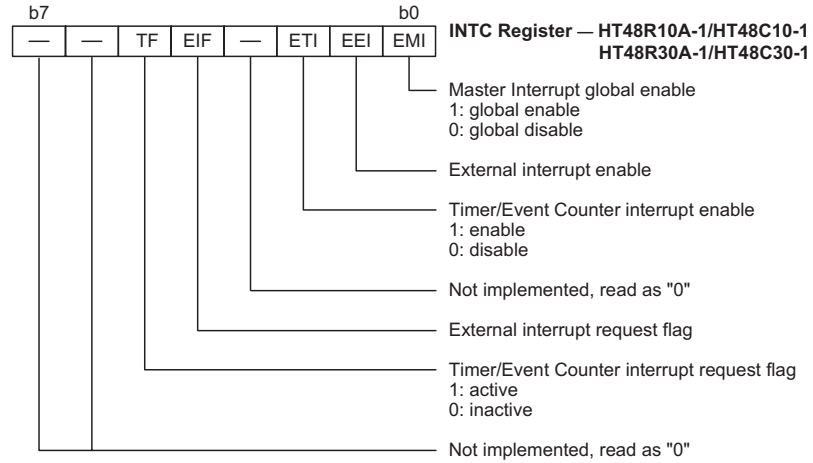 b7 b0
— — TF EIF — ETI EEI EMI
INTC Register — HT48R10A-1/HT48C10-1
HT48R30A-1/HT48C30-1
Master Interrupt global enable
1: global enable
0: global disable
External interrupt enable
Timer/Event Counter interrupt enable
1: enable
0: disable
Not implemented, read as "0"
External interrupt request flag
Timer/Event Counter interrupt request flag
1: active
0: inactive
Not implemented, read as "0"